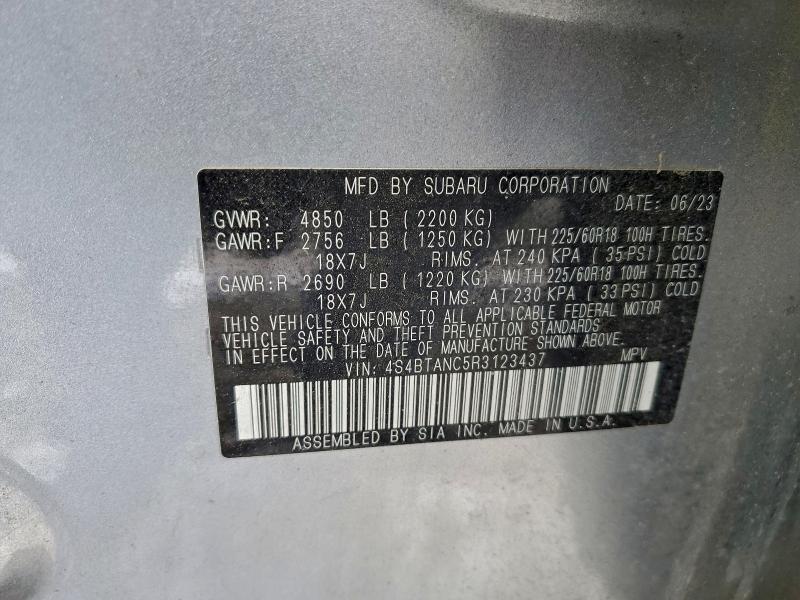 MFD BY SUBARU CORPORATION
DATE: 06/23
GVWR: 4850 LB (2200 KG)
GAWR:F 2756 LB (1250 KG) WITH 225/60R18 100H TIRES.
18X7J RIMS. AT 240 KPA (35 PSI) COLD
GAWR:R 2690 LB (1220 KG) WITH 225/60R18 100H TIRES.
18X7J RIMS. AT 230 KPA (33 PSI) COLD
THIS VEHICLE CONFORMS TO ALL APPLICABLE FEDERAL MOTOR
VEHICLE SAFETY AND THEFT PREVENTION STANDARDS
IN EFFECT ON THE DATE OF MANUFACTURE SHOWN ABOVE.
VIN: 4S4BTANC5R3123437 MPV
ASSEMBLED BY SIA INC. MADE IN U.S.A.